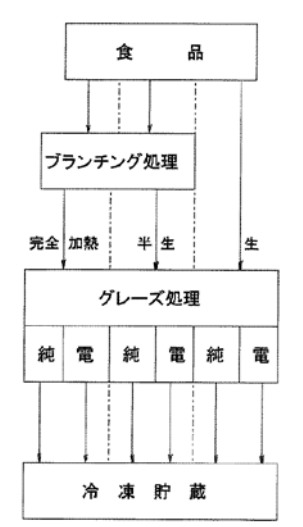 食 品
ブランチング処理
完全 加熱 半 生 生
グレーズ処理
純 電 純 電 純 電
冷 凍 貯 蔵